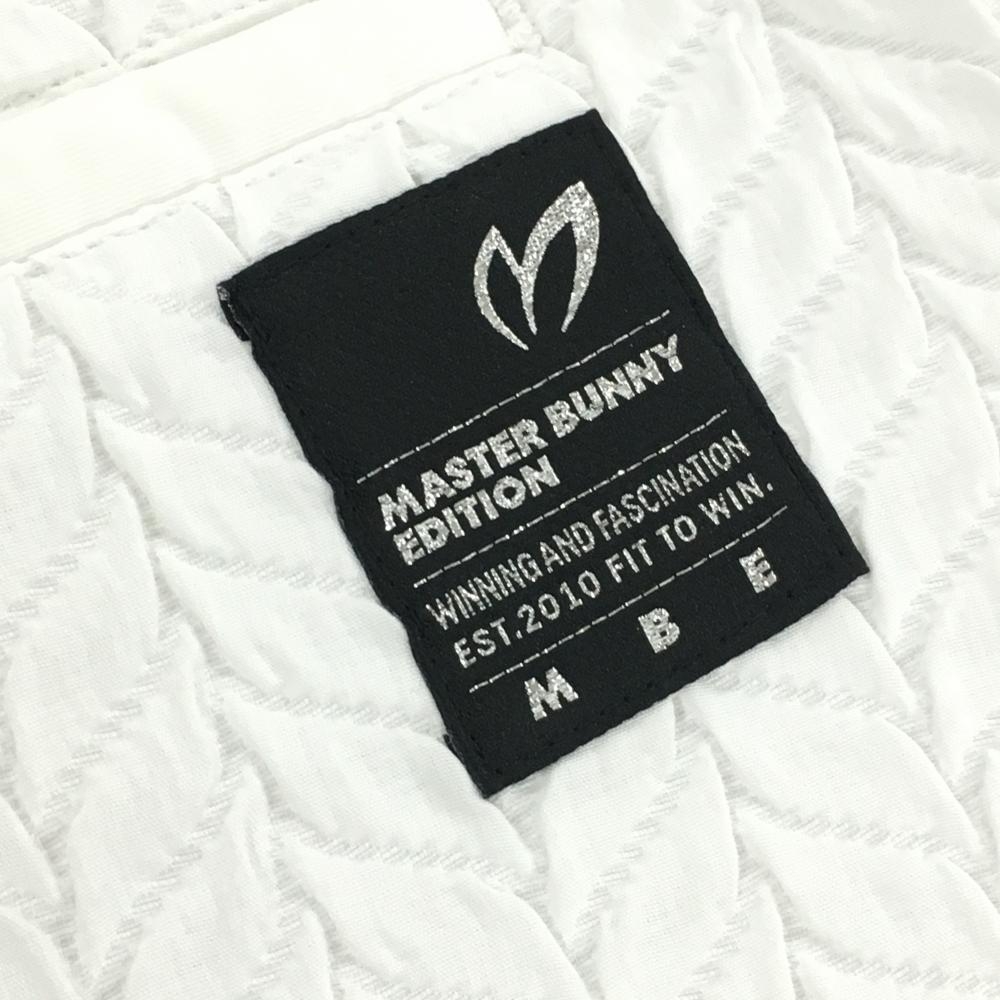 MASTER BUNNY
EDITION
WINNING AND FASCINATION
EST.2010 FIT TO WIN.
M B E